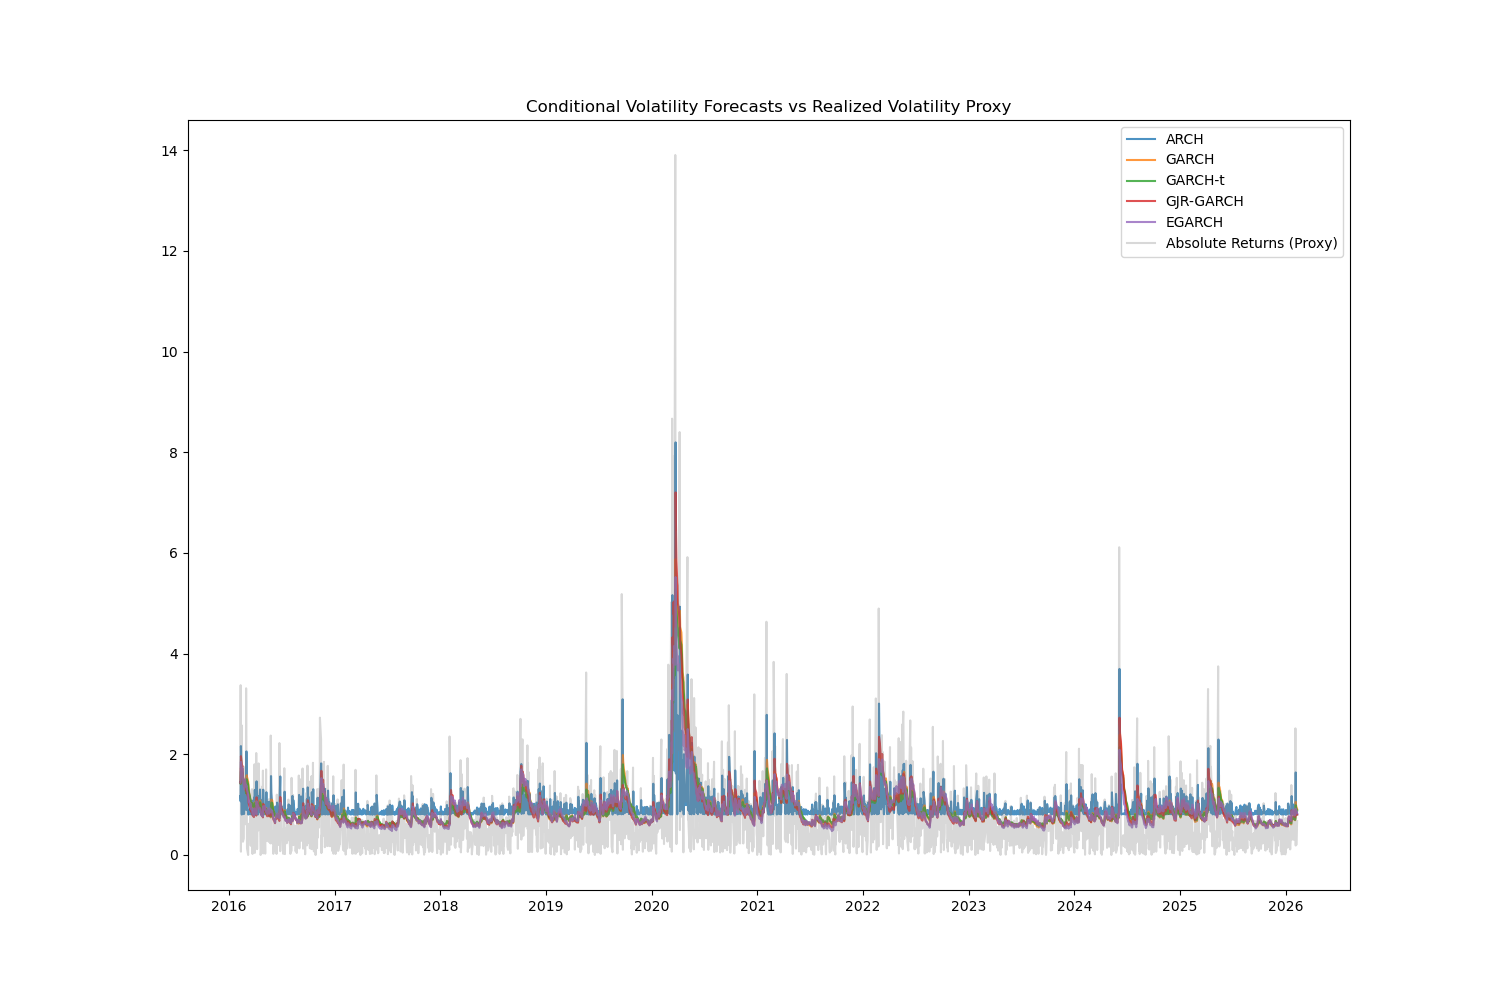 Conditional Volatility Forecasts vs Realized Volatility Proxy
ARCH
GARCH
GARCH-t
GJR-GARCH
EGARCH
Absolute Returns (Proxy)
14
12
10
8
6
4
2
0
2016 2017 2018 2019 2020 2021 2022 2023 2024 2025 2026